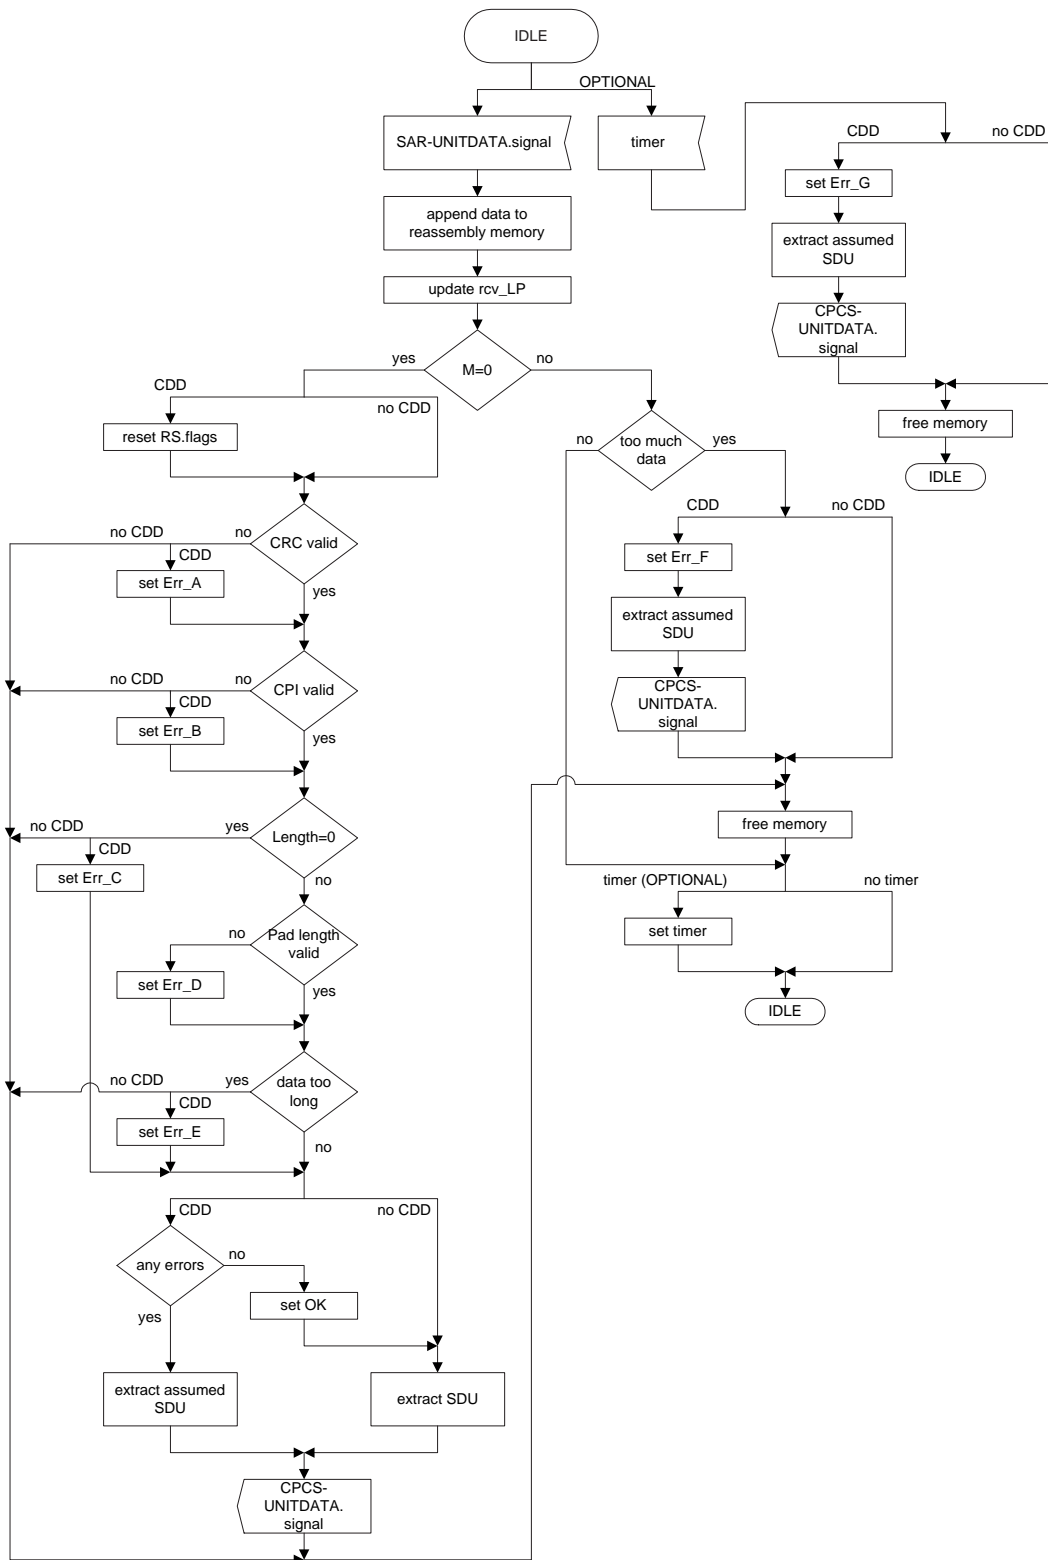 IDLE
OPTIONAL
SAR-UNITDATA.signal
timer
CDD
no CDD
set Err_G
append data to
reassembly memory
extract assumed
SDU
update rcv_LP
CPCS-
UNITDATA.
signal
yes
M=0
no
CDD
no CDD
free memory
reset RS.flags
no
too much
data
yes
IDLE
CDD
no CDD
no CDD
no
CRC valid
CDD
set Err_F
set Err_A
yes
extract assumed
SDU
no CDD
no
CPI valid
CPCS-
UNITDATA.
signal
CDD
set Err_B
yes
no CDD
yes
Length=0
free memory
CDD
set Err_C
no
timer (OPTIONAL)
no timer
no
Pad length
valid
set timer
set Err_D
yes
IDLE
no CDD
yes
data too
long
CDD
set Err_E
no
CDD
no CDD
any errors
no
set OK
yes
extract assumed
SDU
extract SDU
CPCS-
UNITDATA.
signal